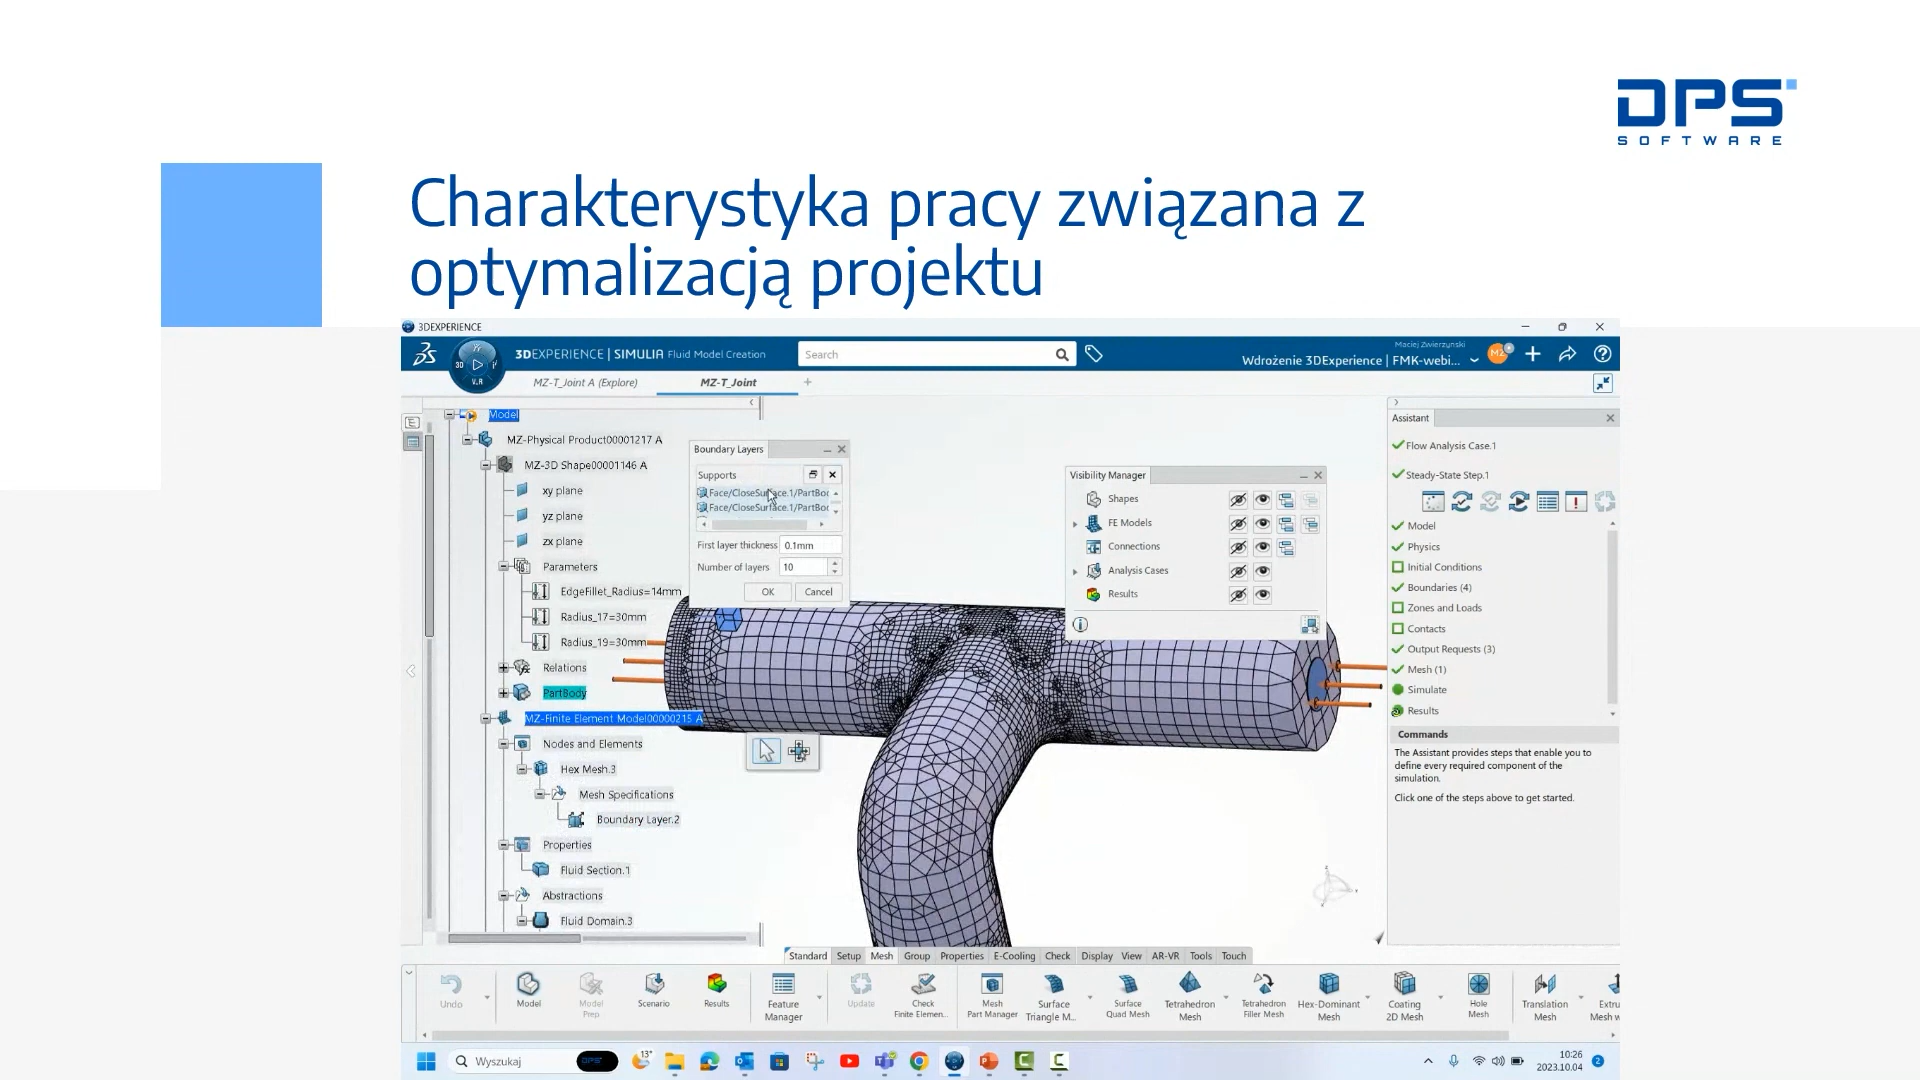 DPS
SOFTWARE
Charakterystyka pracy związana z
optymalizacją projektu
3DEXPERIENCE
3DEXPERIENCE | SIMULIA Fluid Model Creation
Search
Maciej Zwierzynski
Wdrożenie 3DExperience | FMK-webi...
MZ
3D
V.R
MZ-T_Joint A (Explore)
MZ-T_Joint
Model
MZ-Physical Product00001217 A
MZ-3D Shape00001146 A
xy plane
yz plane
zx plane
Parameters
EdgeFillet_Radius=14mm
Radius_17=30mm
Radius_19=30mm
Relations
PartBody
MZ-Finite Element Model00000215 A
Nodes and Elements
Hex Mesh.3
Mesh Specifications
Boundary Layer.2
Properties
Fluid Section.1
Abstractions
Fluid Domain.3
Boundary Layers
Supports
Face/CloseSurface.1/PartBod
Face/CloseSurface.1/PartBod
First layer thickness 0.1mm
Number of layers 10
OK Cancel
Visibility Manager
Shapes
FE Models
Connections
Analysis Cases
Results
Assistant
Flow Analysis Case.1
Steady-State Step.1
Model
Physics
Initial Conditions
Boundaries (4)
Zones and Loads
Contacts
Output Requests (3)
Mesh (1)
Simulate
Results
Commands
The Assistant provides steps that enable you to
define every required component of the
simulation.
Click one of the steps above to get started.
Standard Setup Mesh Group Properties E-Cooling Check Display View AR-VR Tools Touch
Undo
Model
Model Prep.
Scenario
Results
Feature Manager
Update
Check Finite Elemen...
Mesh Part Manager
Surface Triangle M...
Surface Quad Mesh
Tetrahedron Mesh
Tetrahedron Filler Mesh
Hex-Dominant Mesh
Coating 2D Mesh
Hole Mesh
Translation Mesh
Extru
Mesh w
Wyszukaj
DPS
13°
10:26
2023.10.04
2